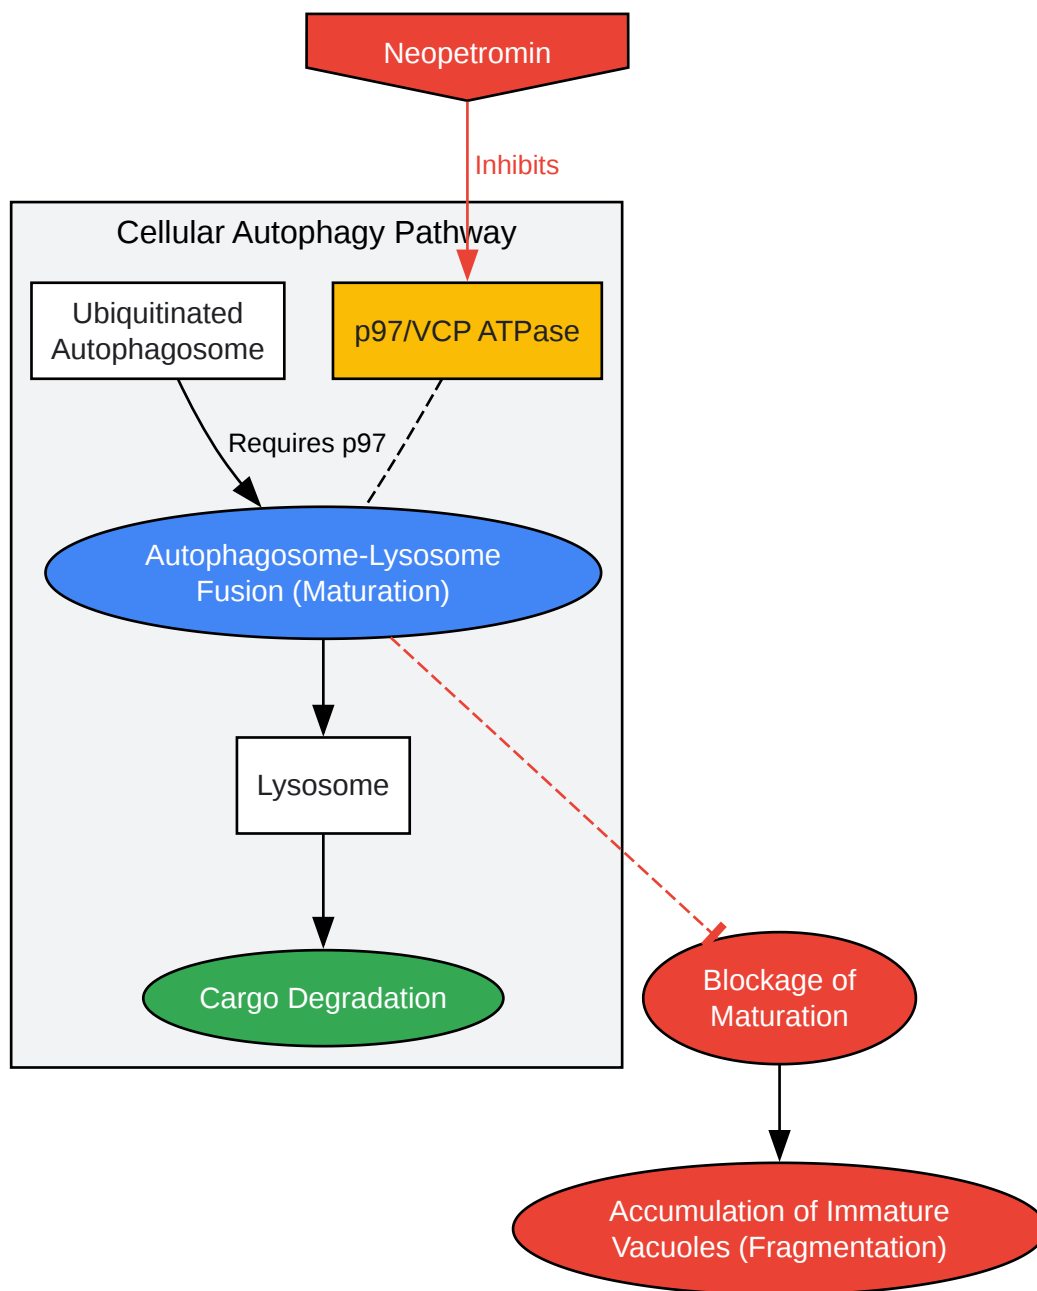 Neopetromin
Inhibits
Cellular Autophagy Pathway
Ubiquitinated
Autophagosome
p97/VCP ATPase
Requires p97
Autophagosome-Lysosome
Fusion (Maturation)
Lysosome
Cargo Degradation
Blockage of
Maturation
Accumulation of Immature
Vacuoles (Fragmentation)